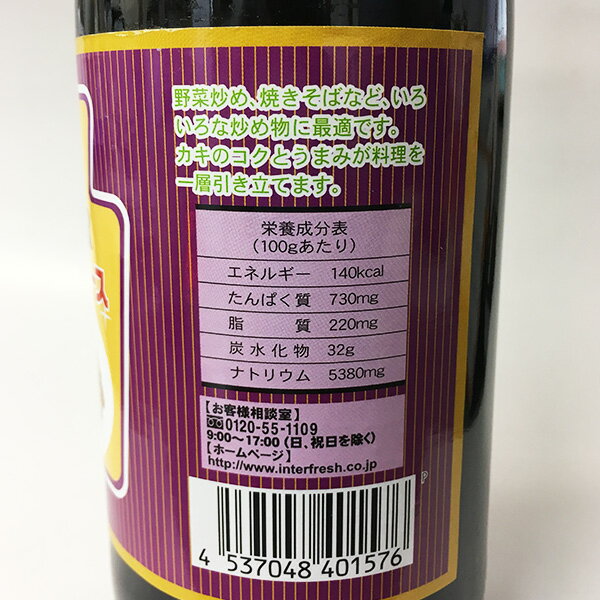 野菜炒め、焼きそばなど、いろ
いろな炒め物に最適です。
カキのコクとうまみが料理を
一層引き立てます。
栄養成分表
(100gあたり)
エネルギー 140kcal
たんぱく質 730mg
脂質 220mg
炭水化物 32g
ナトリウム 5380mg
【お客様相談室】
0120-55-1109
9:00〜17:00(日、祝日を除く)
【ホームページ】
http://www.interfresh.co.jp
P
4 537048 401576
ース